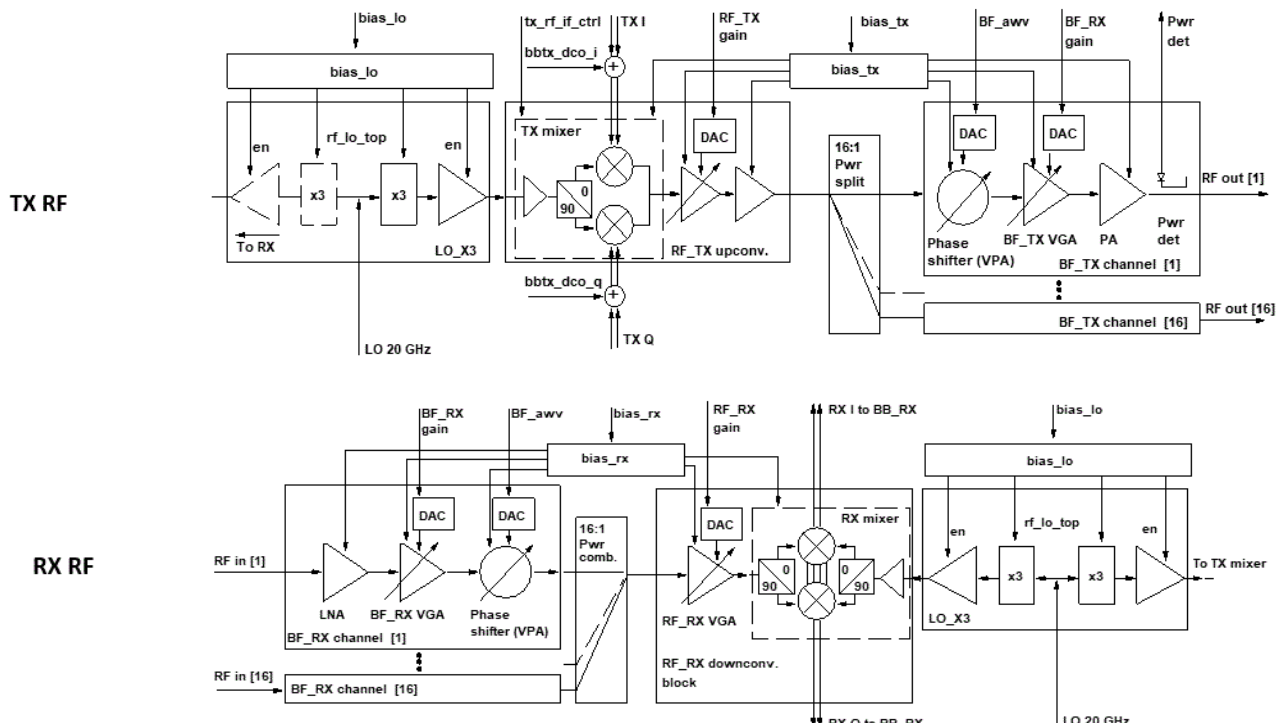 bias_lo
tx_rf_if_ctrl
TX I
RF_TX
gain
bias_tx
BF_awv
BF_RX
gain
Pwr
det
bbtx_dco_i
bias_lo
bias_tx
TX mixer
DAC
16:1
Pwr
split
DAC
DAC
en
rf_lo_top
en
x3
x3
0
90
RF out [1]
TX RF
To RX
LO_X3
RF_TX upconv.
Phase
shifter (VPA)
BF_TX VGA
PA
Pwr
det
BF_TX channel [1]
bbtx_dco_q
RF out [16]
BF_TX channel [16]
TX Q
LO 20 GHz
BF_RX
gain
BF_awv
bias_rx
RF_RX
gain
RX I to BB_RX
bias_lo
bias_rx
bias_lo
DAC
DAC
16:1
Pwr
comb.
DAC
RX mixer
en
rf_lo_top
en
RX RF
RF in [1]
0
90
0
90
x3
x3
To TX mixer
LNA
BF_RX VGA
Phase
shifter (VPA)
RF_RX VGA
LO_X3
BF_RX channel [1]
RF in [16]
BF_RX channel [16]
RF_RX downconv.
block
RX Q to BB_RX
LO 20 GHz